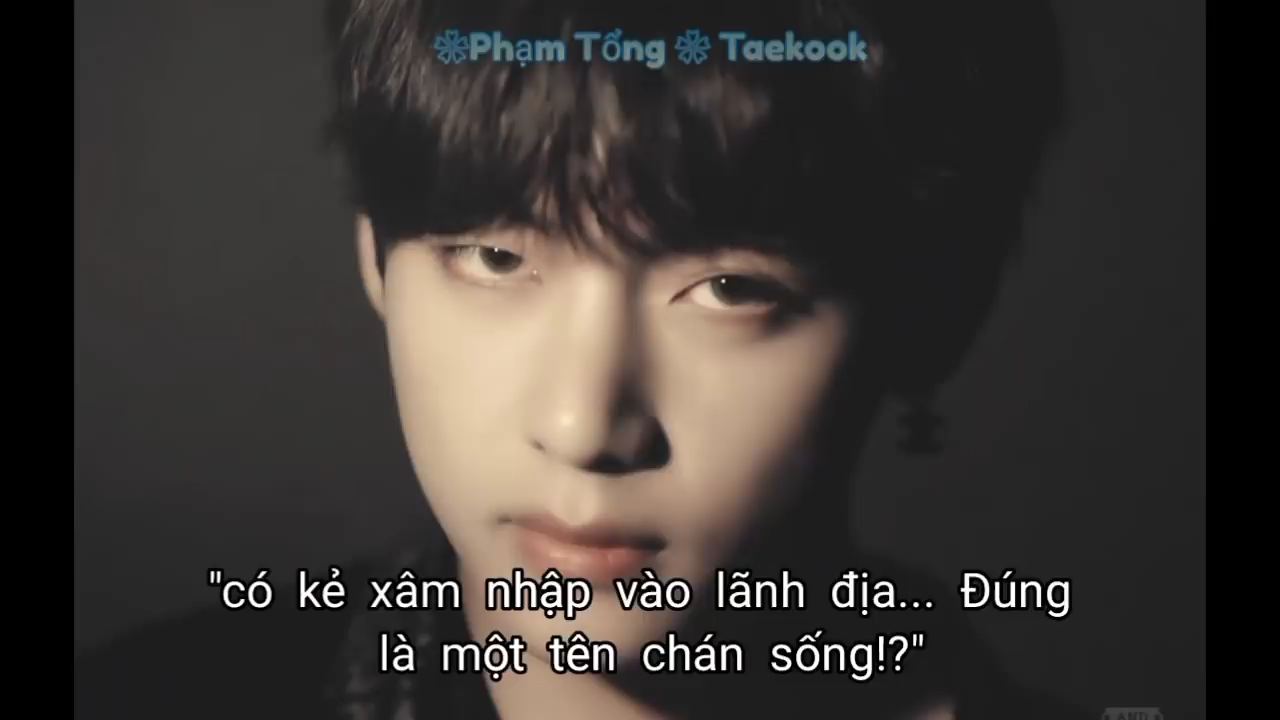 ❇Phạm Tổng ❇ Taekook
"có kẻ xâm nhập vào lãnh địa... Đúng
là một tên chán sống!?"